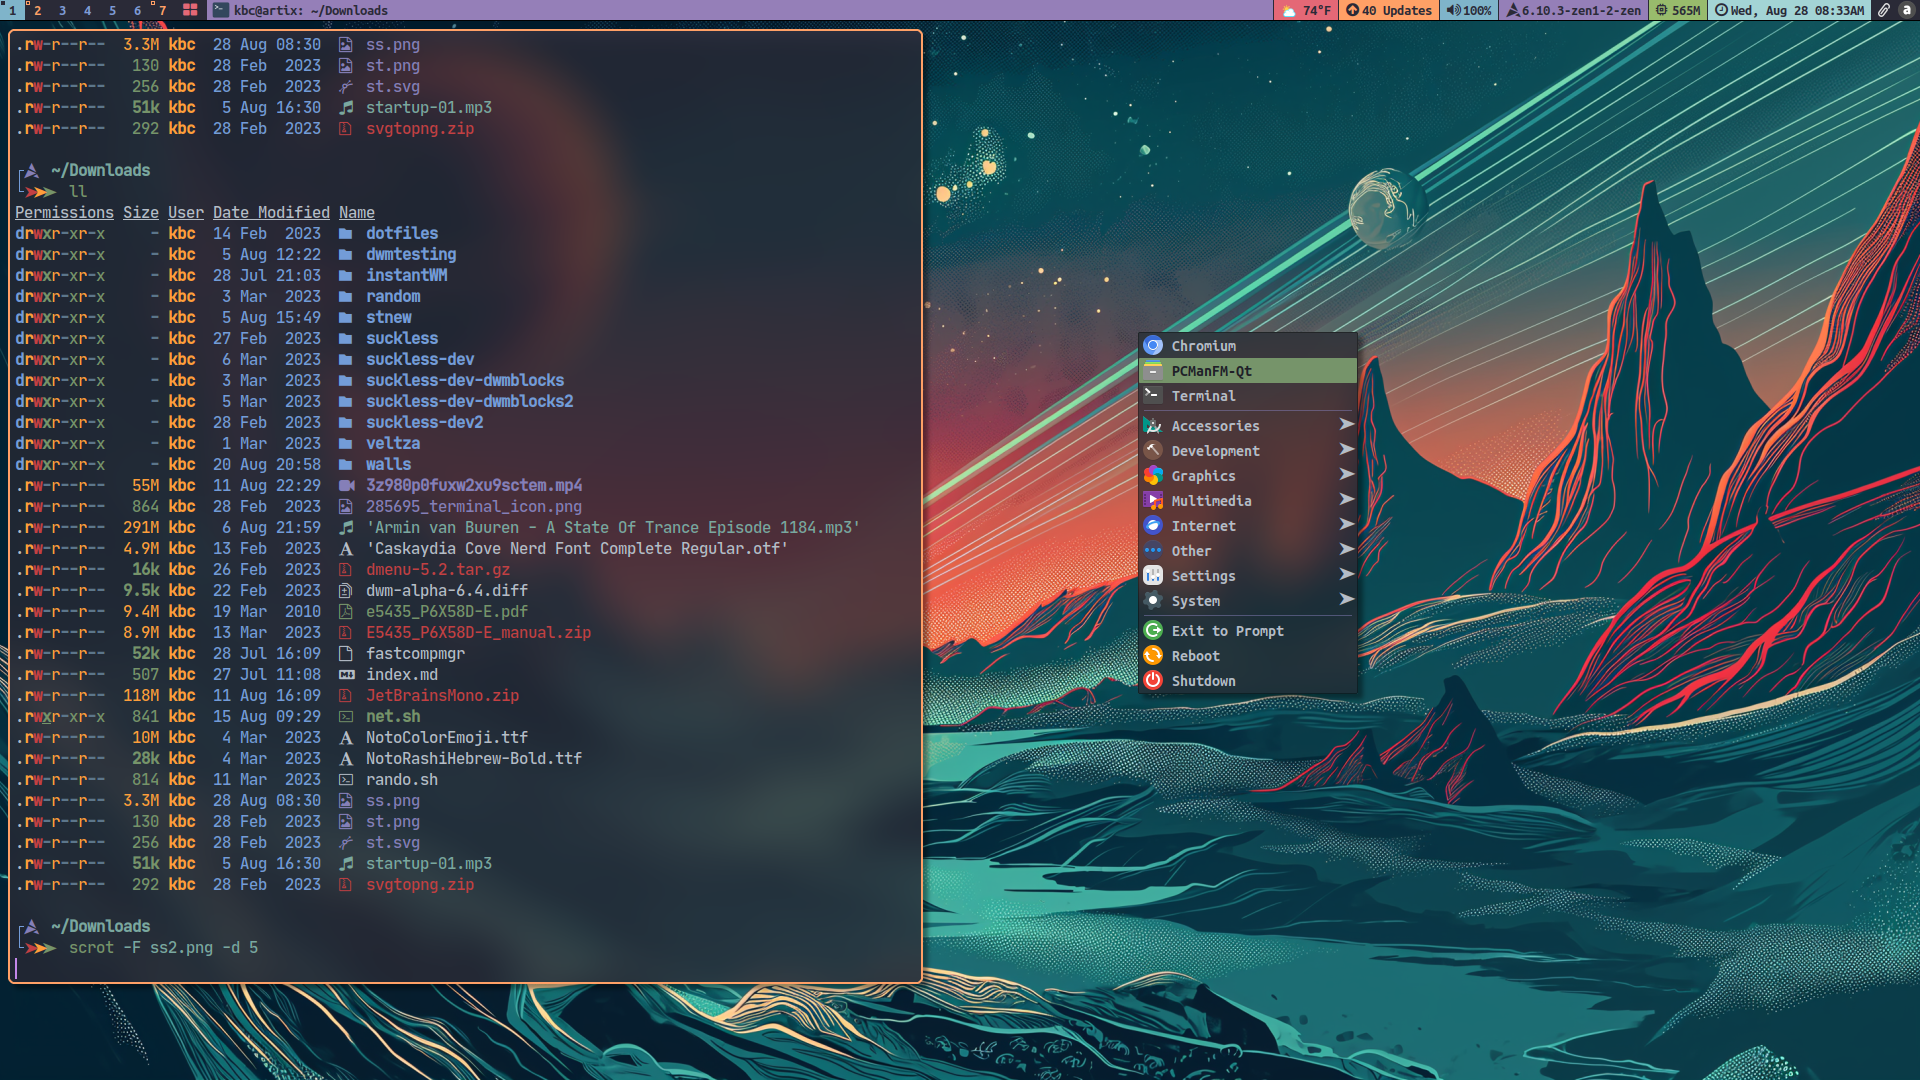 1 2 3 4 5 6 7 kbc@artix: ~/Downloads 74°F 40 Updates 100% 6.10.3-zen1-2-zen 565M Wed, Aug 28 08:33AM a
.rw-r--r-- 3.3M kbc 28 Aug 08:30 ss.png
.rw-r--r-- 130 kbc 28 Feb 2023 st.png
.rw-r--r-- 256 kbc 28 Feb 2023 st.svg
.rw-r--r-- 51k kbc 5 Aug 16:30 startup-01.mp3
.rw-r--r-- 292 kbc 28 Feb 2023 svgtopng.zip
~/Downloads
ll
Permissions Size User Date Modified Name
drwxr-xr-x - kbc 14 Feb 2023 dotfiles
drwxr-xr-x - kbc 5 Aug 12:22 dwmtesting
drwxr-xr-x - kbc 28 Jul 21:03 instantWM
drwxr-xr-x - kbc 3 Mar 2023 random
drwxr-xr-x - kbc 5 Aug 15:49 stnew
drwxr-xr-x - kbc 27 Feb 2023 suckless
drwxr-xr-x - kbc 6 Mar 2023 suckless-dev
drwxr-xr-x - kbc 3 Mar 2023 suckless-dev-dwmblocks
drwxr-xr-x - kbc 5 Mar 2023 suckless-dev-dwmblocks2
drwxr-xr-x - kbc 28 Feb 2023 suckless-dev2
drwxr-xr-x - kbc 1 Mar 2023 veltza
drwxr-xr-x - kbc 20 Aug 20:58 walls
.rw-r--r-- 55M kbc 11 Aug 22:29 3z980p0fuxw2xu9sctem.mp4
.rw-r--r-- 864 kbc 28 Feb 2023 285695_terminal_icon.png
.rw-r--r-- 291M kbc 6 Aug 21:59 'Armin van Buuren - A State Of Trance Episode 1184.mp3'
.rw-r--r-- 4.9M kbc 13 Feb 2023 'Caskaydia Cove Nerd Font Complete Regular.otf'
.rw-r--r-- 16k kbc 26 Feb 2023 dmenu-5.2.tar.gz
.rw-r--r-- 9.5k kbc 22 Feb 2023 dwm-alpha-6.4.diff
.rw-r--r-- 9.4M kbc 19 Mar 2010 e5435_P6X58D-E.pdf
.rw-r--r-- 8.9M kbc 13 Mar 2023 E5435_P6X58D-E_manual.zip
.rw-r--r-- 52k kbc 28 Jul 16:09 fastcompmgr
.rw-r--r-- 507 kbc 27 Jul 11:08 index.md
.rw-r--r-- 118M kbc 11 Aug 16:09 JetBrainsMono.zip
.rwxr-xr-x 841 kbc 15 Aug 09:29 net.sh
.rw-r--r-- 10M kbc 4 Mar 2023 NotoColorEmoji.ttf
.rw-r--r-- 28k kbc 4 Mar 2023 NotoRashiHebrew-Bold.ttf
.rw-r--r-- 814 kbc 11 Mar 2023 rando.sh
.rw-r--r-- 3.3M kbc 28 Aug 08:30 ss.png
.rw-r--r-- 130 kbc 28 Feb 2023 st.png
.rw-r--r-- 256 kbc 28 Feb 2023 st.svg
.rw-r--r-- 51k kbc 5 Aug 16:30 startup-01.mp3
.rw-r--r-- 292 kbc 28 Feb 2023 svgtopng.zip
~/Downloads
scrot -F ss2.png -d 5
Chromium
PCManFM-Qt
Terminal
Accessories
Development
Graphics
Multimedia
Internet
Other
Settings
System
Exit to Prompt
Reboot
Shutdown